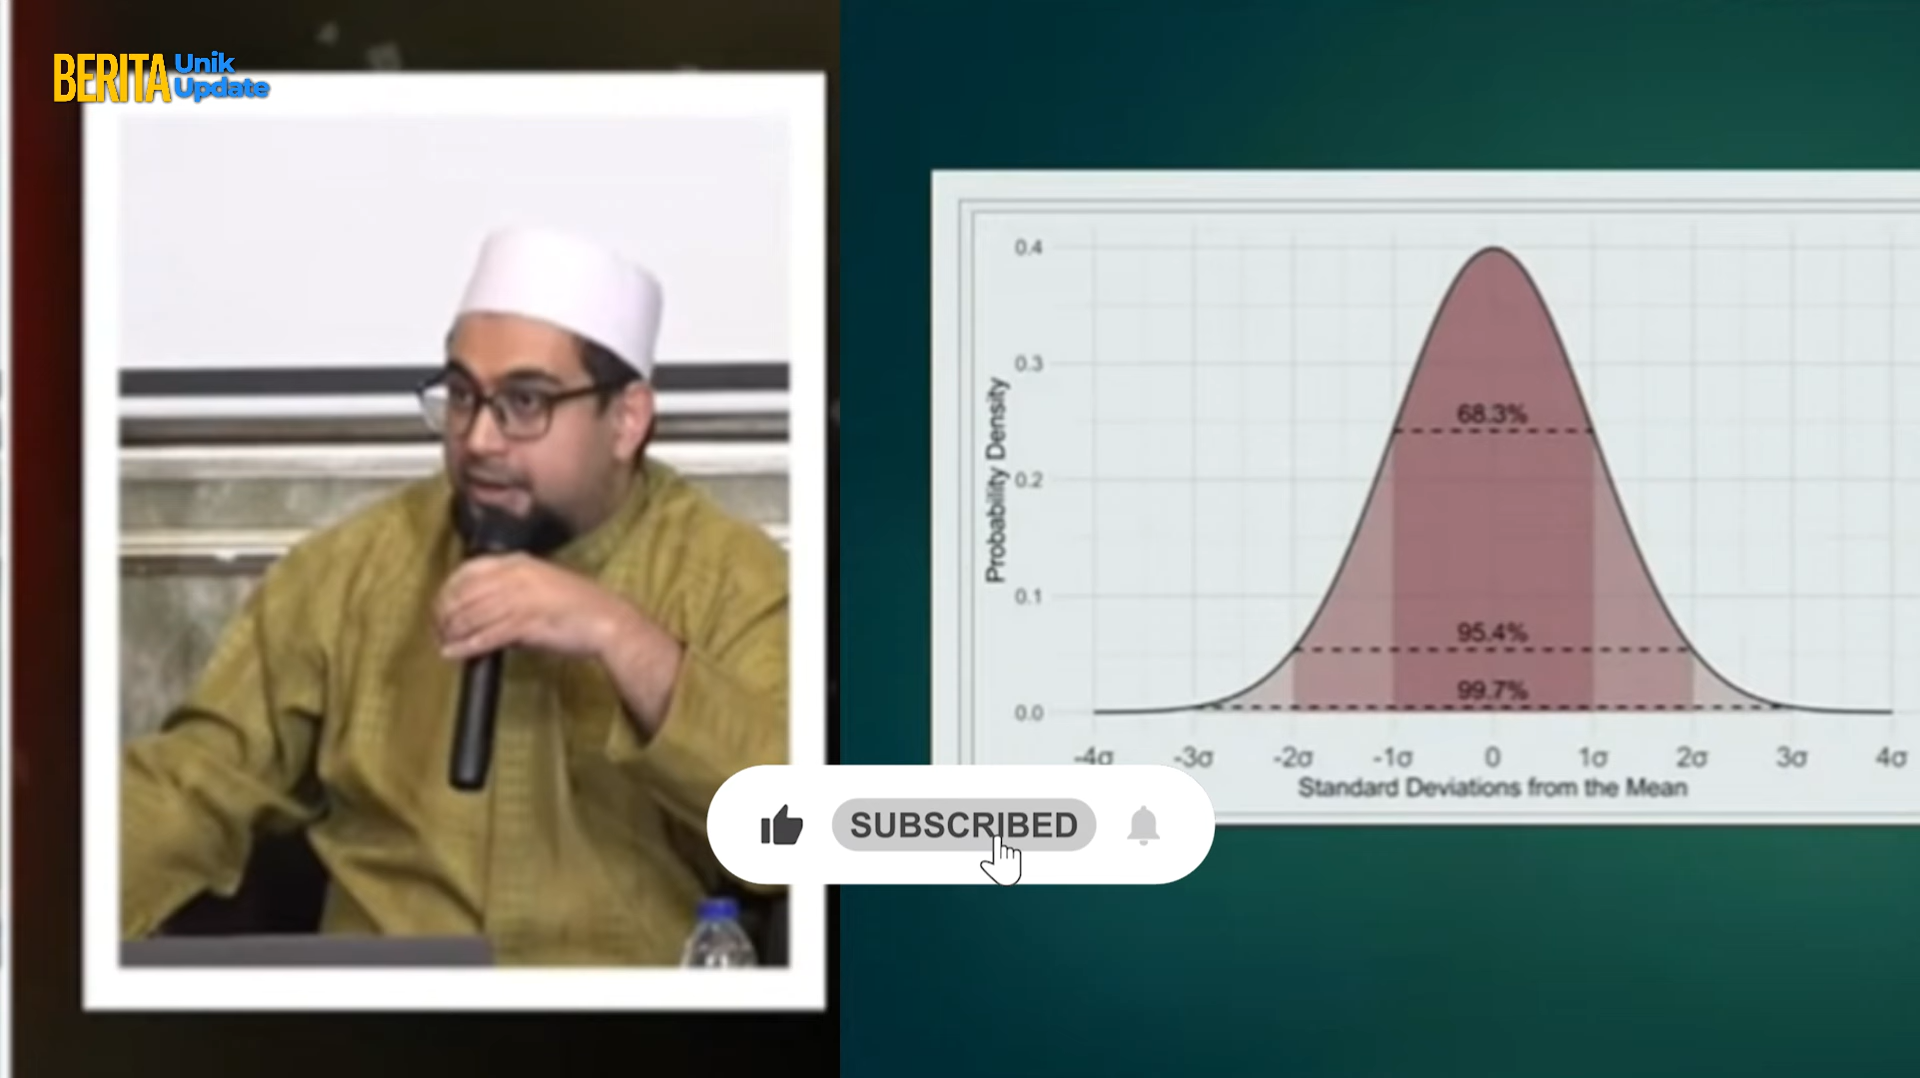 BERITA Unik Update
0.4
0.3
0.2
0.1
0.0
Probability Density
68.3%
95.4%
99.7%
-4σ -3σ -2σ -1σ 0 1σ 2σ 3σ 4σ
Standard Deviations from the Mean
SUBSCRIBED